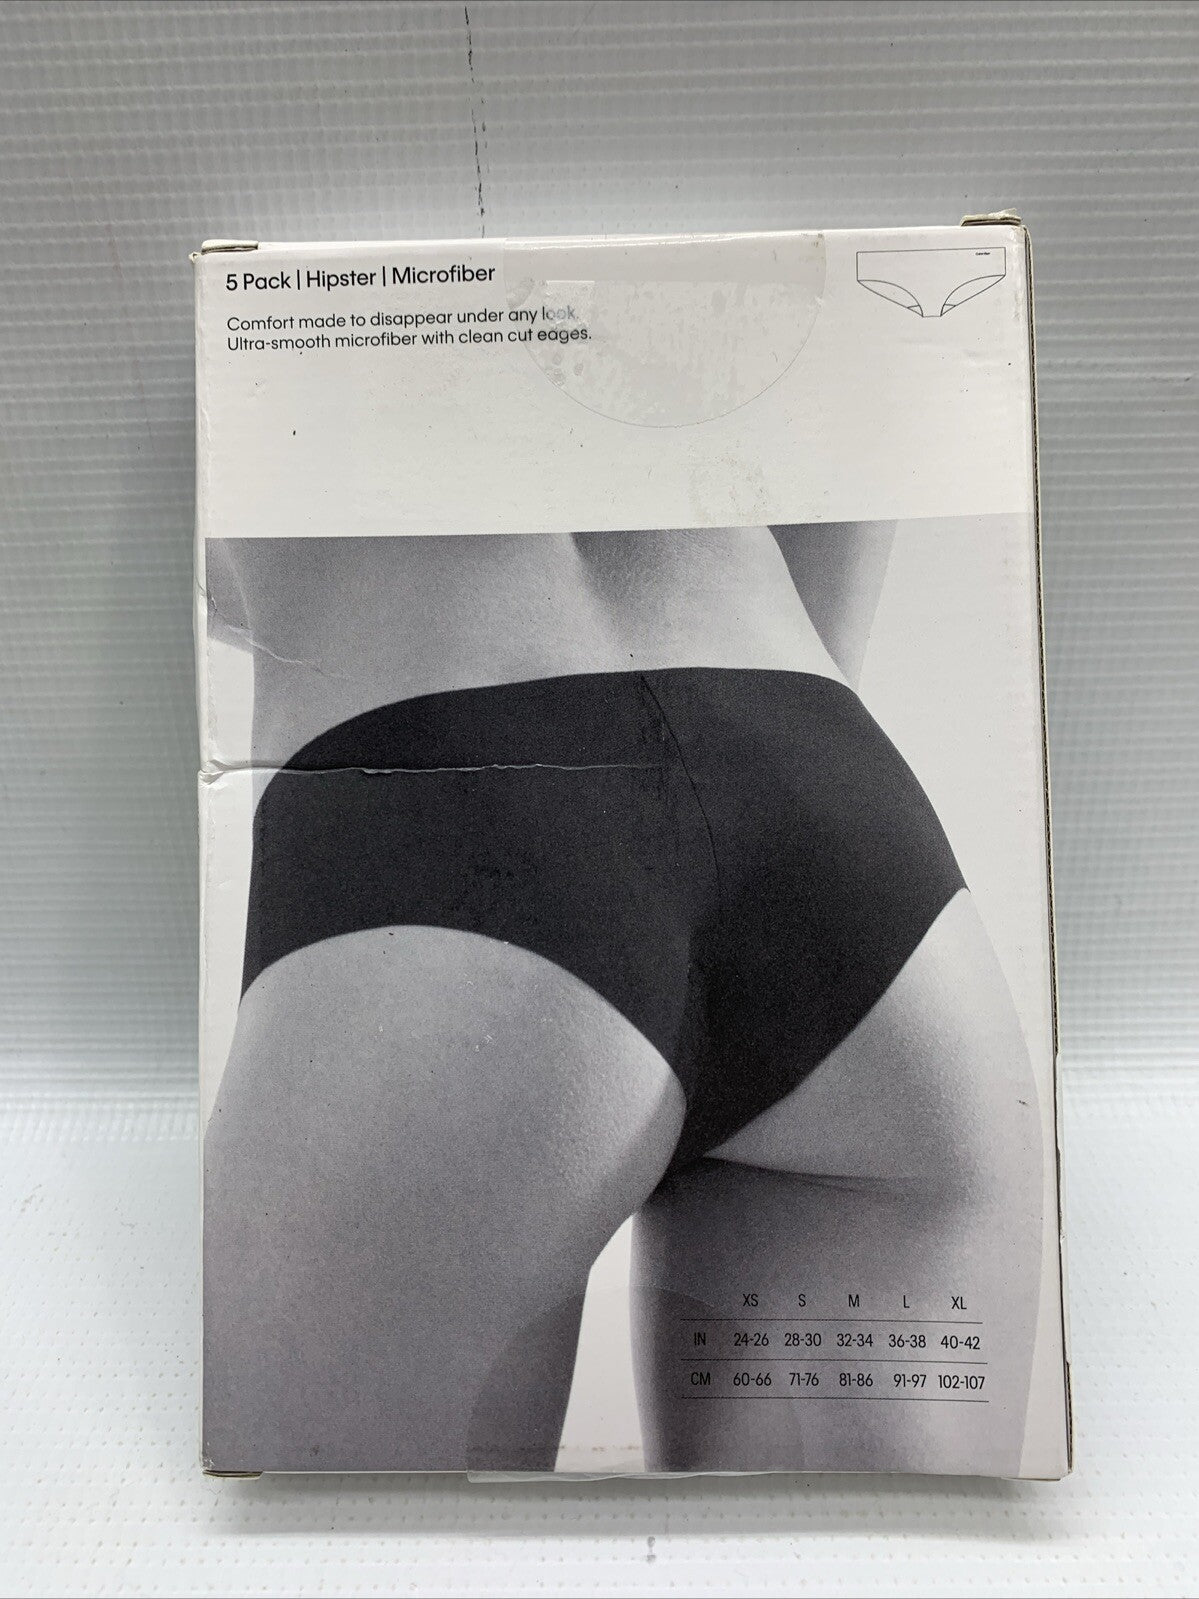 5 Pack | Hipster | Microfiber
Comfort made to disappear under any look.
Ultra-smooth microfiber with clean cut edges.
Calvin Klein
XS S M L XL
IN 24-26 28-30 32-34 36-38 40-42
CM 60-66 71-76 81-86 91-97 102-107